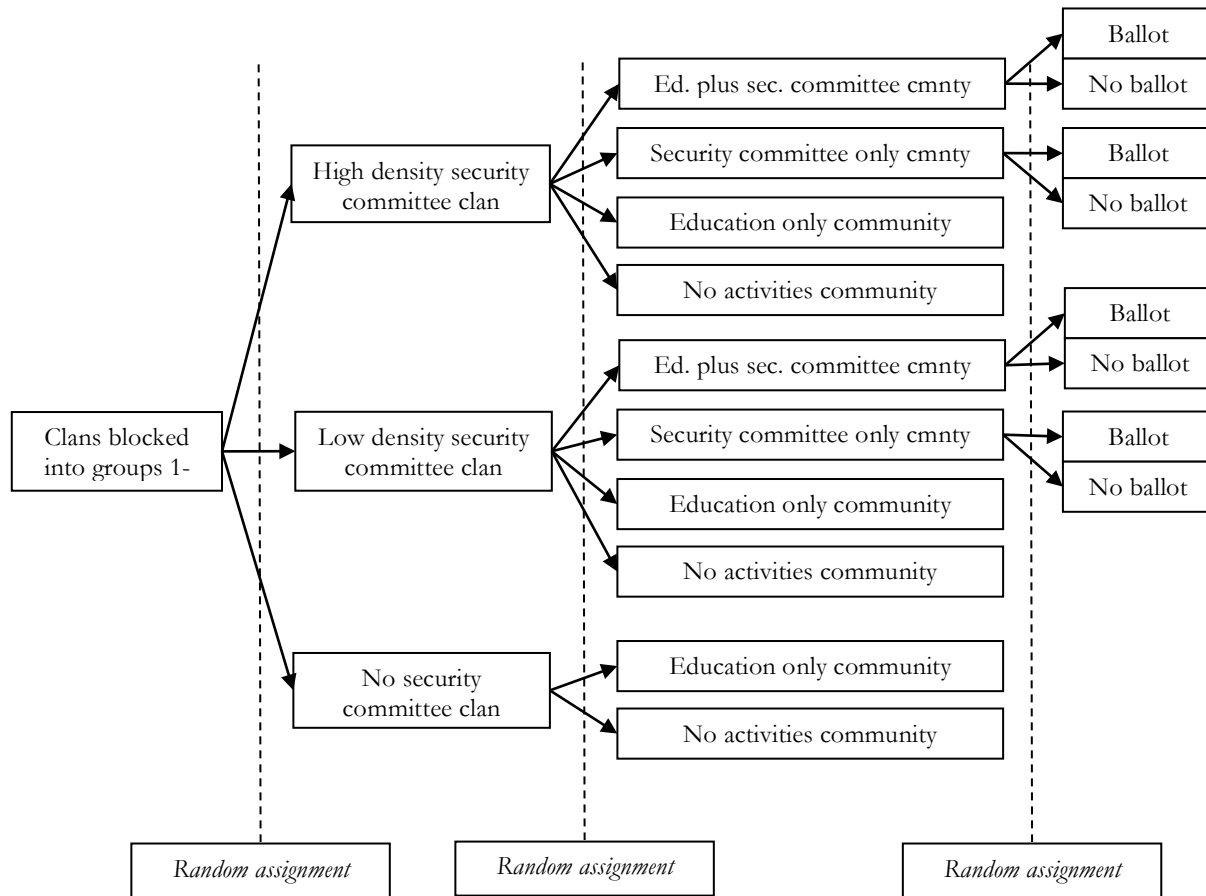 Clans blocked
into groups 1-
High density security
committee clan
Low density security
committee clan
No security
committee clan
Ed. plus sec. committee cmnty
Security committee only cmnty
Education only community
No activities community
Ed. plus sec. committee cmnty
Security committee only cmnty
Education only community
No activities community
Education only community
No activities community
Ballot
No ballot
Ballot
No ballot
Ballot
No ballot
Ballot
No ballot
Random assignment
Random assignment
Random assignment